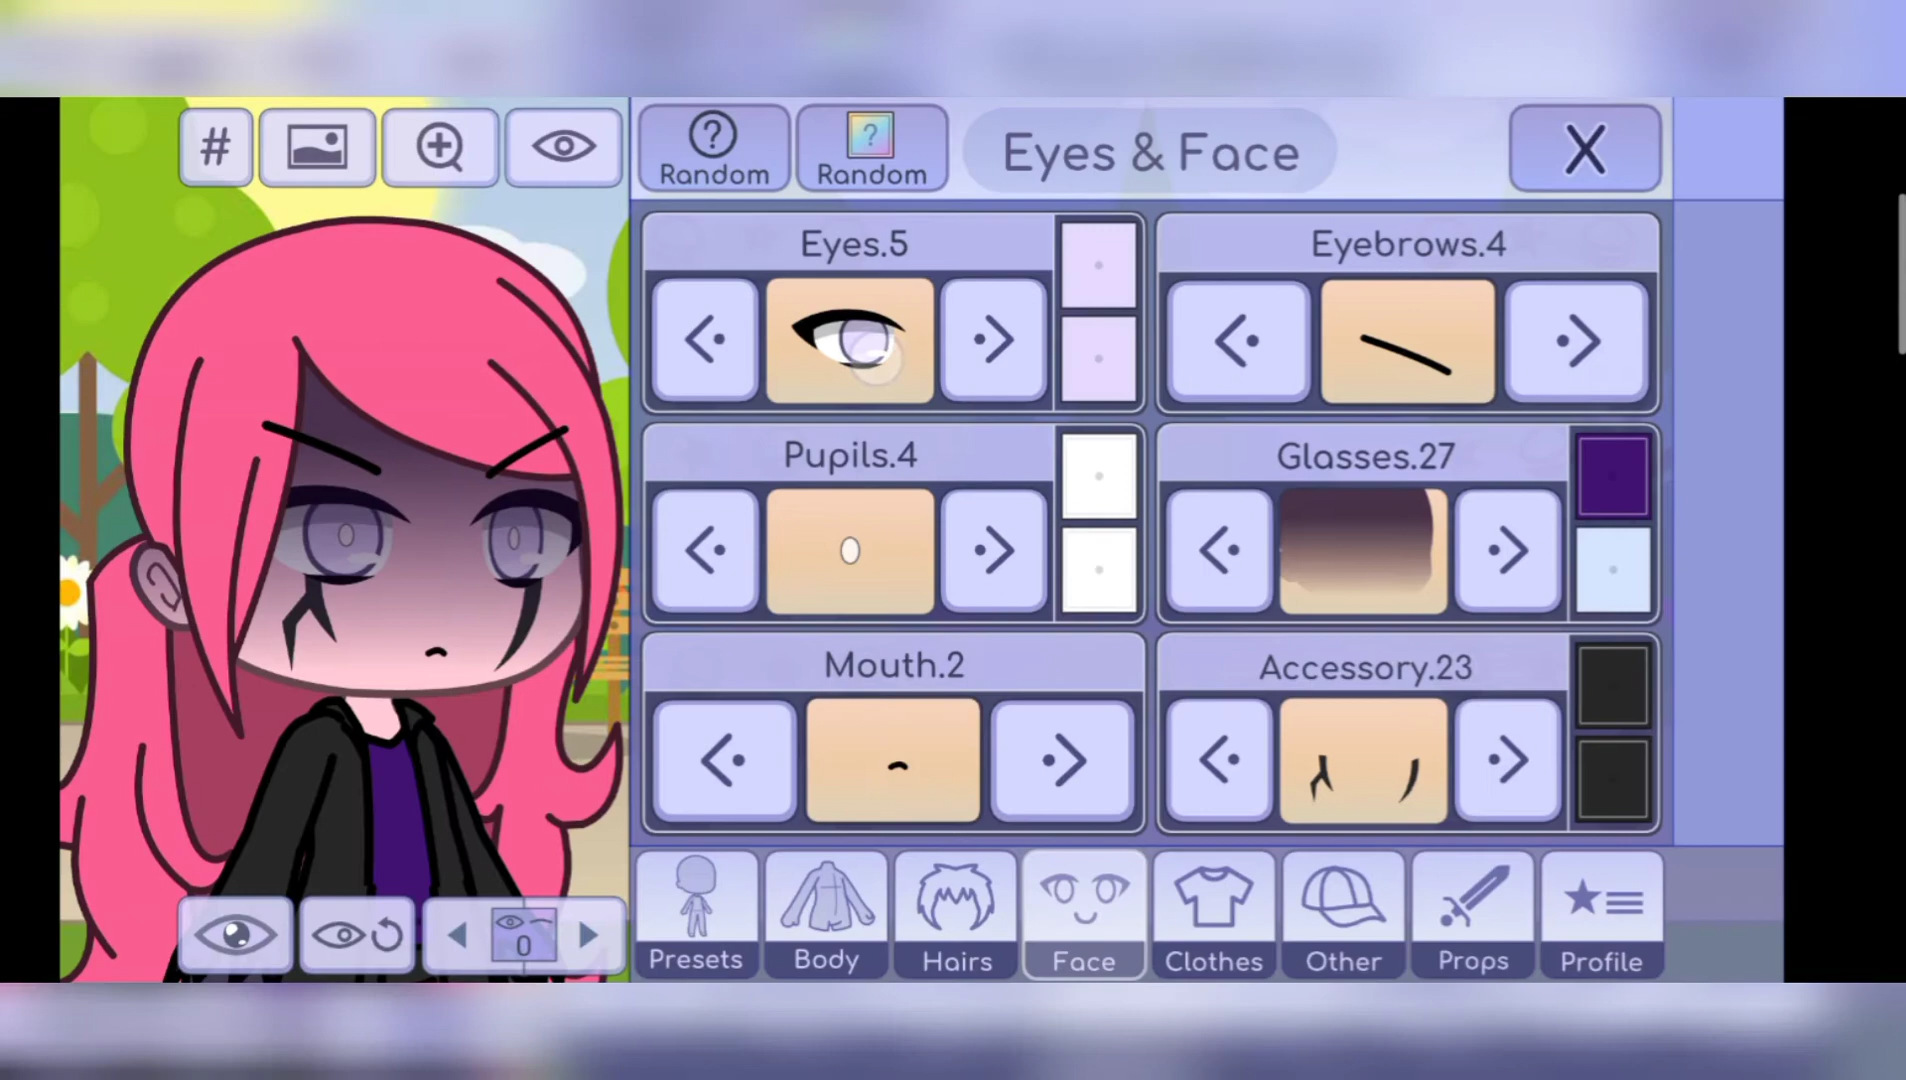 #
?
Random
?
Random
Eyes & Face
X
Eyes.5
Eyebrows.4
Pupils.4
Glasses.27
Mouth.2
Accessory.23
0
Presets
Body
Hairs
Face
Clothes
Other
Props
Profile